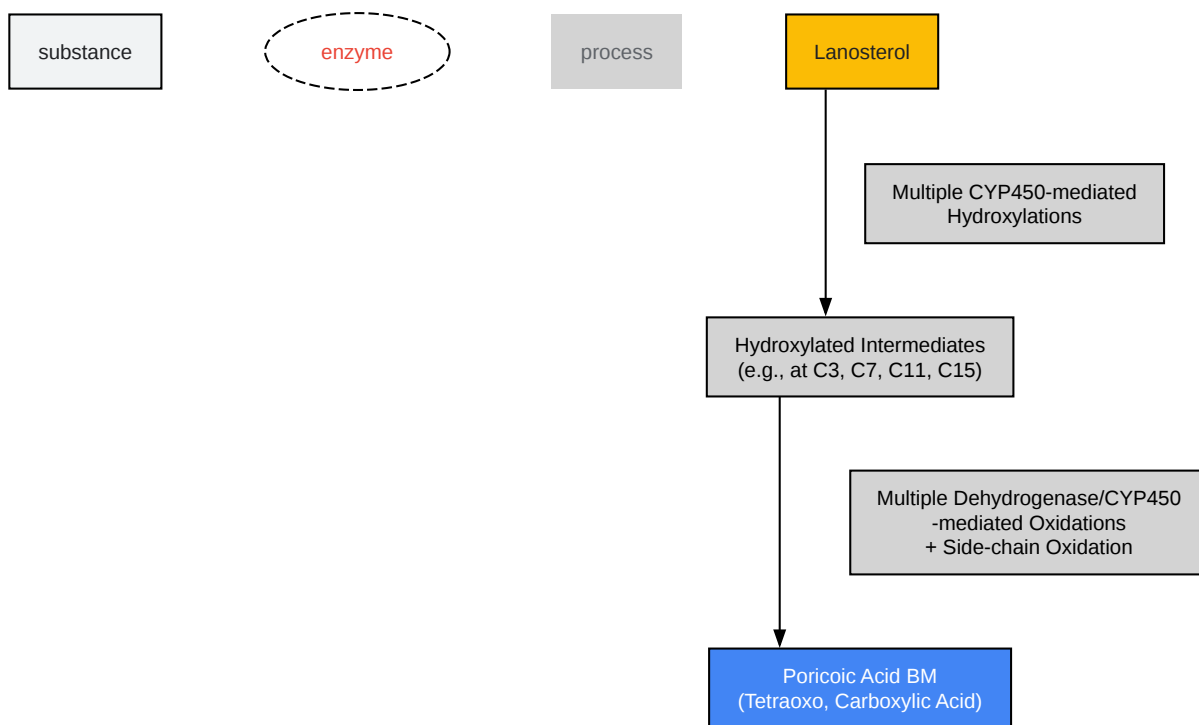 substance
enzyme
process
Lanosterol
Multiple CYP450-mediated
Hydroxylations
Hydroxylated Intermediates
(e.g., at C3, C7, C11, C15)
Multiple Dehydrogenase/CYP450
-mediated Oxidations
+ Side-chain Oxidation
Poricoic Acid BM
(Tetraoxo, Carboxylic Acid)